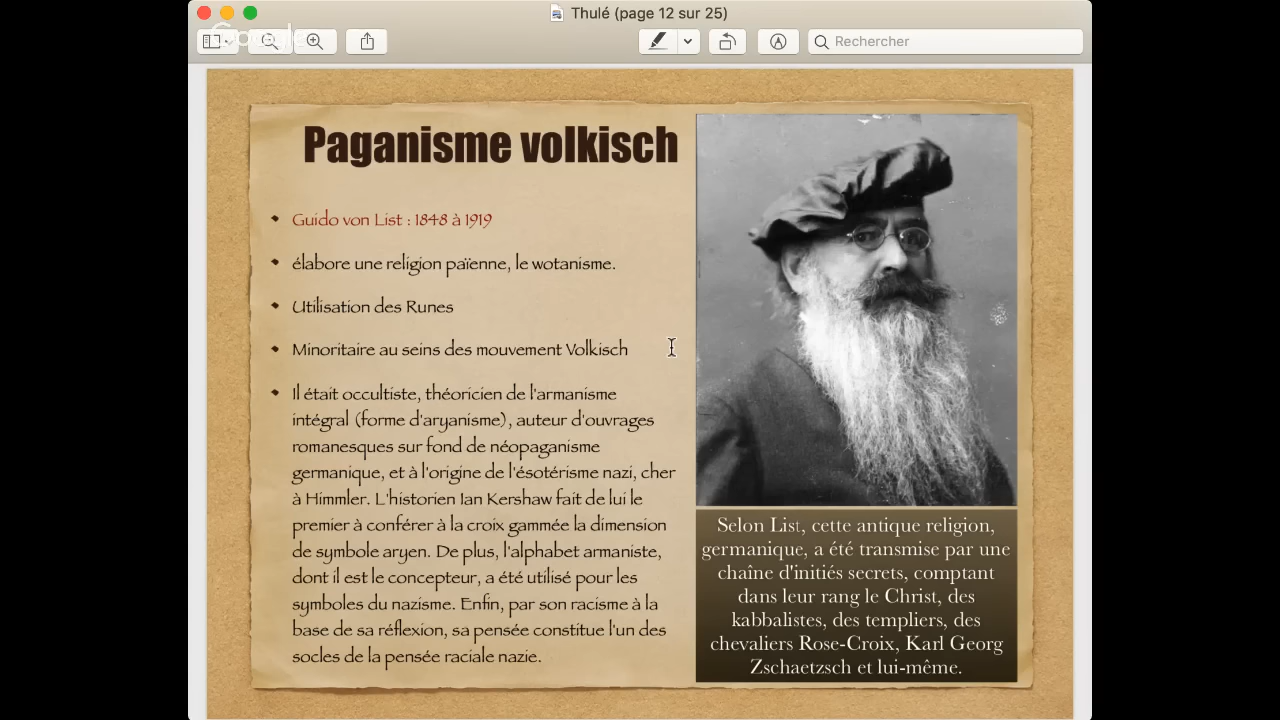 Thulé (page 12 sur 25)
Google
Rechercher
Paganisme volkisch
• Guido von List : 1848 à 1919
• élabore une religion païenne, le wotanisme.
• Utilisation des Runes
• Minoritaire au seins des mouvement Volkisch
• Il était occultiste, théoricien de l'armanisme
intégral (forme d'aryanisme), auteur d'ouvrages
romanesques sur fond de néopaganisme
germanique, et à l'origine de l'ésotérisme nazi, cher
à Himmler. L'historien Ian Kershaw fait de lui le
premier à conférer à la croix gammée la dimension
de symbole aryen. De plus, l'alphabet armaniste,
dont il est le concepteur, a été utilisé pour les
symboles du nazisme. Enfin, par son racisme à la
base de sa réflexion, sa pensée constitue l'un des
socles de la pensée raciale nazie.
Selon List, cette antique religion,
germanique, a été transmise par une
chaîne d'initiés secrets, comptant
dans leur rang le Christ, des
kabbalistes, des templiers, des
chevaliers Rose-Croix, Karl Georg
Zschaetzsch et lui-même.